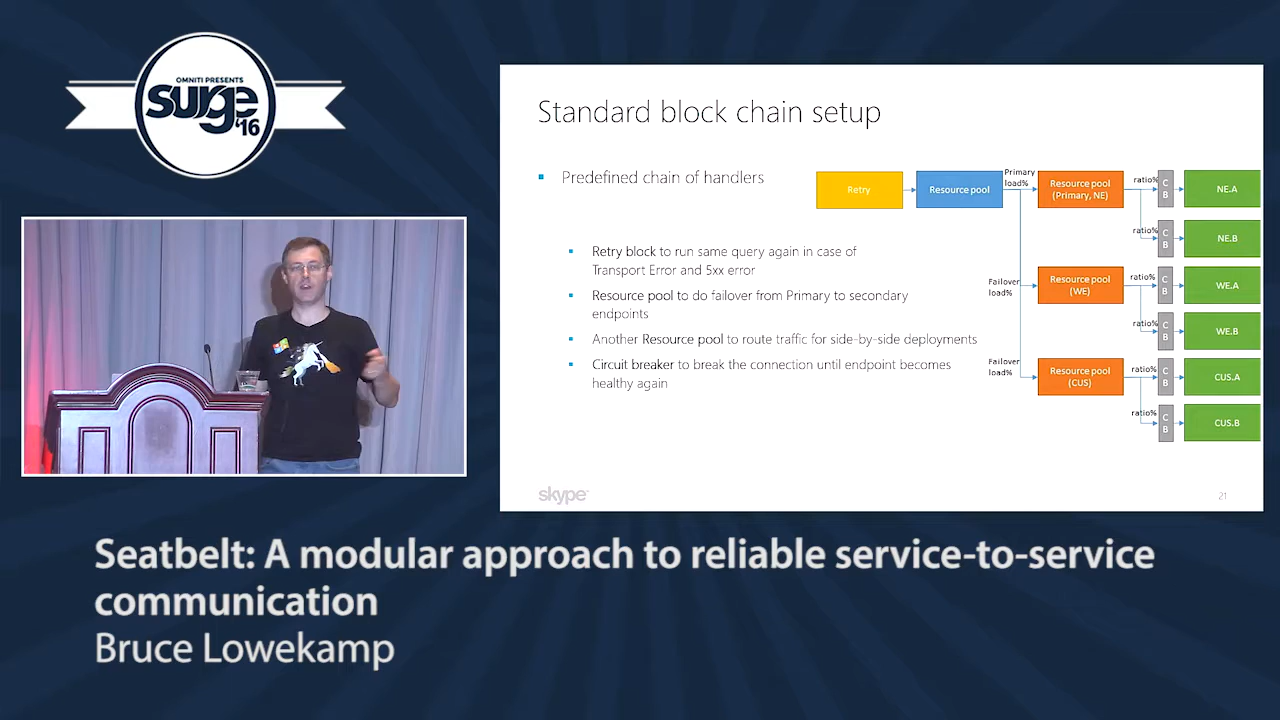 OMNITI PRESENTS
surge
'16
Standard block chain setup
Predefined chain of handlers
Retry block to run same query again in case of
Transport Error and 5xx error
Resource pool to do failover from Primary to secondary
endpoints
Another Resource pool to route traffic for side-by-side deployments
Circuit breaker to break the connection until endpoint becomes
healthy again
Retry
Resource pool
Primary
load%
Resource pool
(Primary, NE)
ratio%
C
B
NE.A
ratio%
C
B
NE.B
Failover
load%
Resource pool
(WE)
ratio%
C
B
WE.A
ratio%
C
B
WE.B
Failover
load%
Resource pool
(CUS)
ratio%
C
B
CUS.A
ratio%
C
B
CUS.B
skype
21
Seatbelt: A modular approach to reliable service-to-service
communication
Bruce Lowekamp